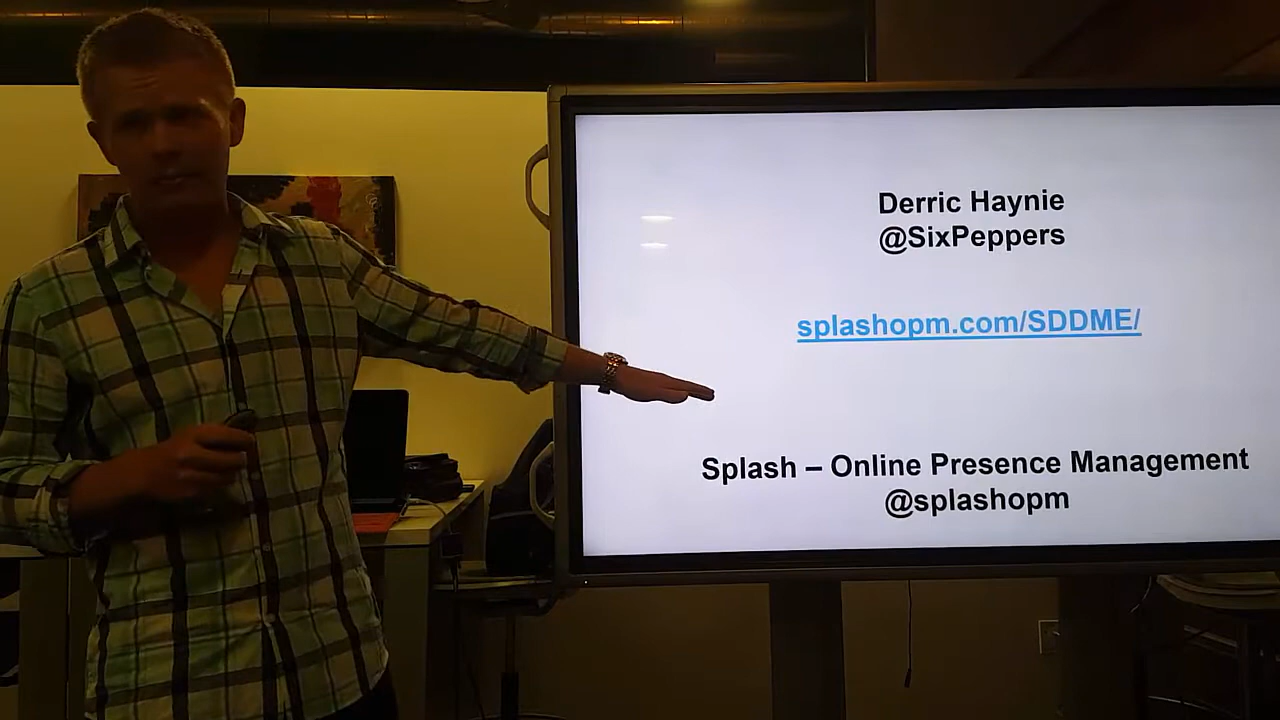 Derric Haynie
@SixPeppers
splashopm.com/SDDME/
Splash – Online Presence Management
@splashopm